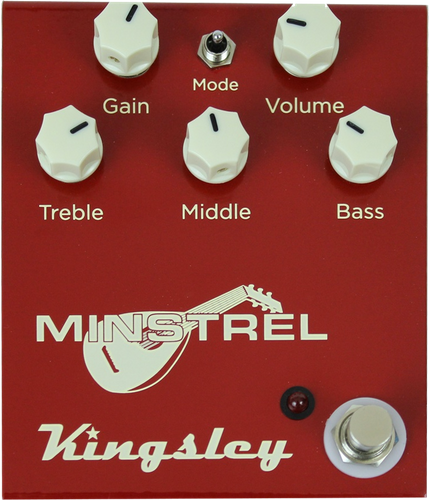 Mode
Gain Volume
Treble Middle Bass
MINSTREL
Kingsley